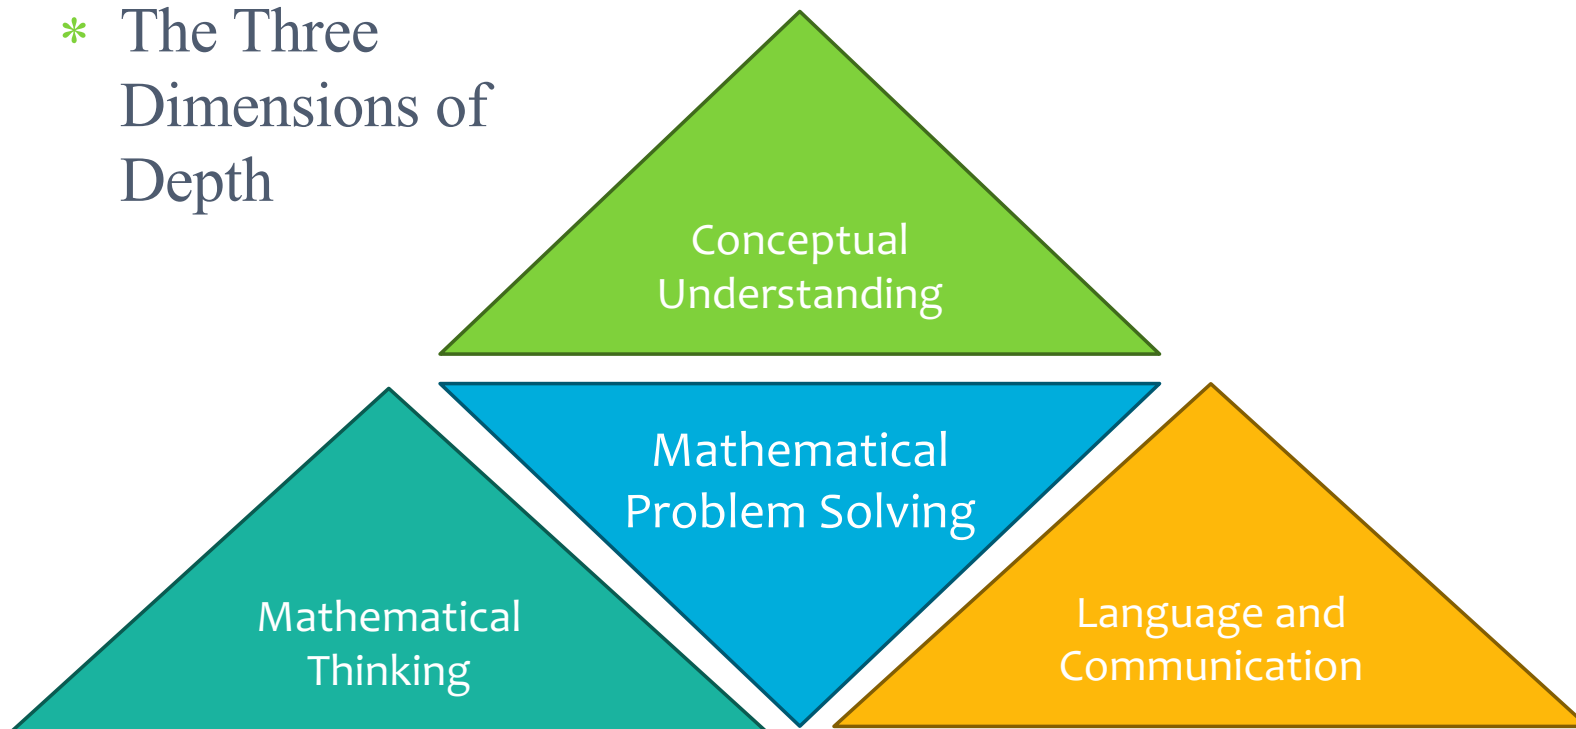 * The Three
Dimensions of
Depth
Conceptual
Understanding
Mathematical
Problem Solving
Mathematical
Thinking
Language and
Communication